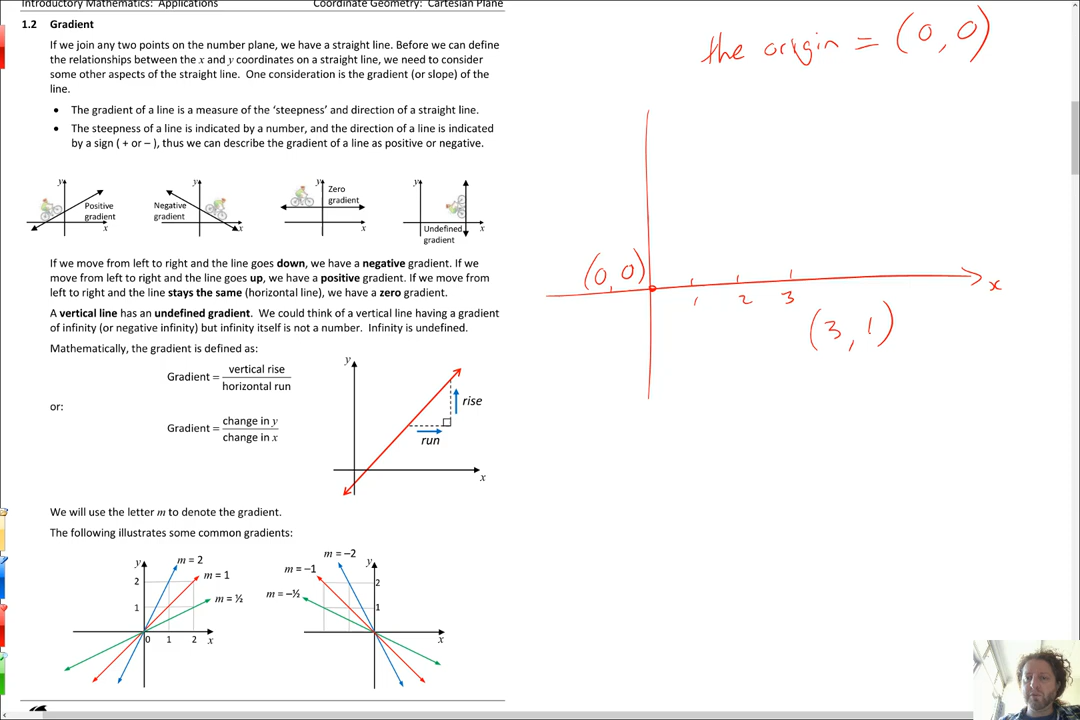 Introductory Mathematics: Applications Coordinate Geometry: Cartesian Plane
1.2 Gradient
If we join any two points on the number plane, we have a straight line. Before we can define
the relationships between the x and y coordinates on a straight line, we need to consider
some other aspects of the straight line. One consideration is the gradient (or slope) of the
line.
• The gradient of a line is a measure of the ‘steepness’ and direction of a straight line.
• The steepness of a line is indicated by a number, and the direction of a line is indicated
by a sign ( + or – ), thus we can describe the gradient of a line as positive or negative.
y
Positive
gradient
x
y
Negative
gradient
x
y
Zero
gradient
x
y
Undefined
gradient
x
If we move from left to right and the line goes down, we have a negative gradient. If we
move from left to right and the line goes up, we have a positive gradient. If we move from
left to right and the line stays the same (horizontal line), we have a zero gradient.
A vertical line has an undefined gradient. We could think of a vertical line having a gradient
of infinity (or negative infinity) but infinity itself is not a number. Infinity is undefined.
Mathematically, the gradient is defined as:
Gradient = vertical rise
horizontal run
or:
Gradient = change in y
change in x
y
rise
run
x
We will use the letter m to denote the gradient.
The following illustrates some common gradients:
y
m = 2
m = 1
m = ½
2
1
0 1 2 x
m = –2
m = –1
m = –½
y
2
1
x
the origin = (0, 0)
(0, 0)
1 2 3
x
(3, 1)